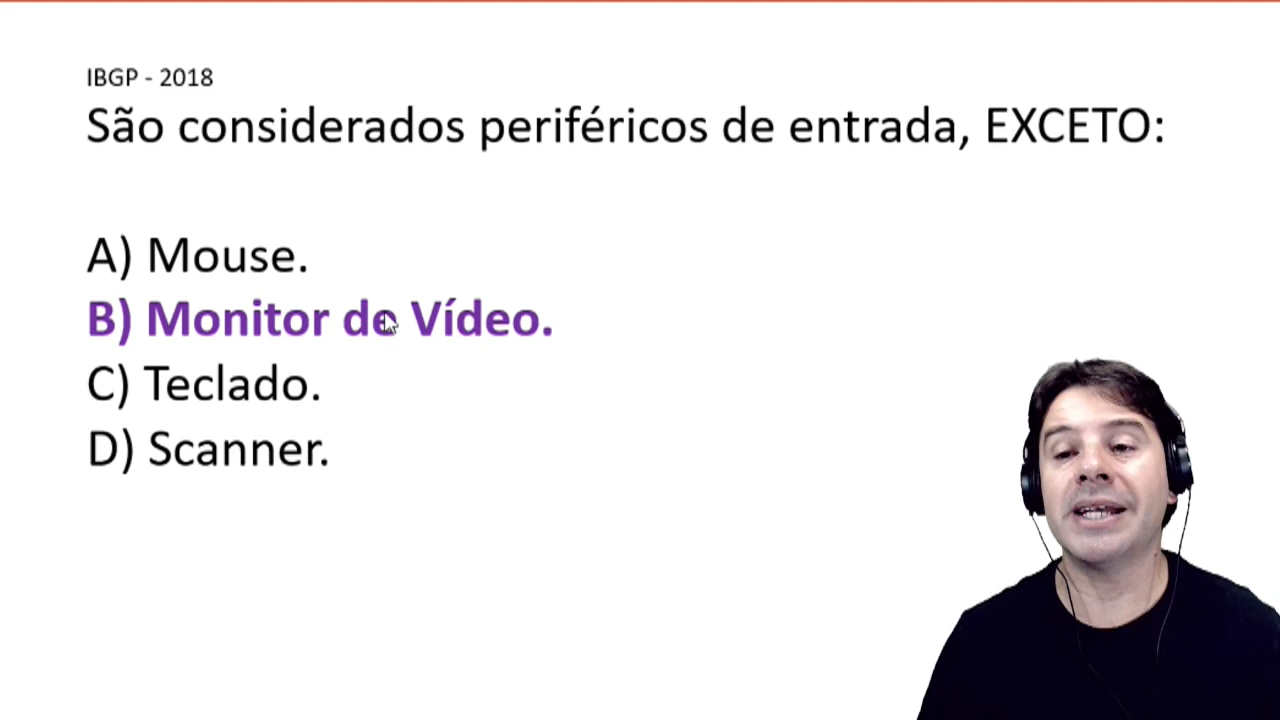 IBGP - 2018
São considerados periféricos de entrada, EXCETO:
A) Mouse.
B) Monitor de Vídeo.
C) Teclado.
D) Scanner.